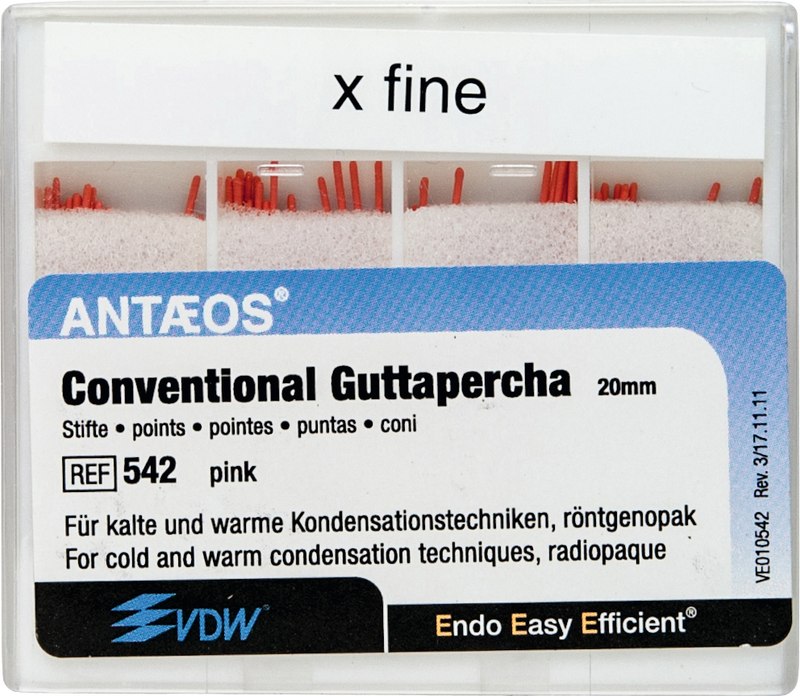 x fine
ANTÆOS®
Conventional Guttapercha 20mm
Stifte • points • pointes • puntas • coni
REF 542 pink
Für kalte und warme Kondensationstechniken, röntgenopak
For cold and warm condensation techniques, radiopaque
VE010542 Rev. 3/17.11.11
VDW
Endo Easy Efficient®